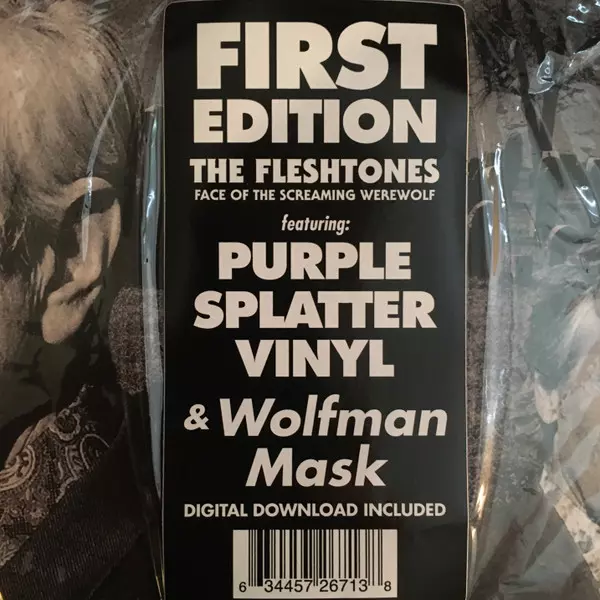 FIRST
EDITION
THE FLESHTONES
FACE OF THE SCREAMING WEREWOLF
featuring:
PURPLE
SPLATTER
VINYL
& Wolfman
Mask
DIGITAL DOWNLOAD INCLUDED
6 34457 26713 8